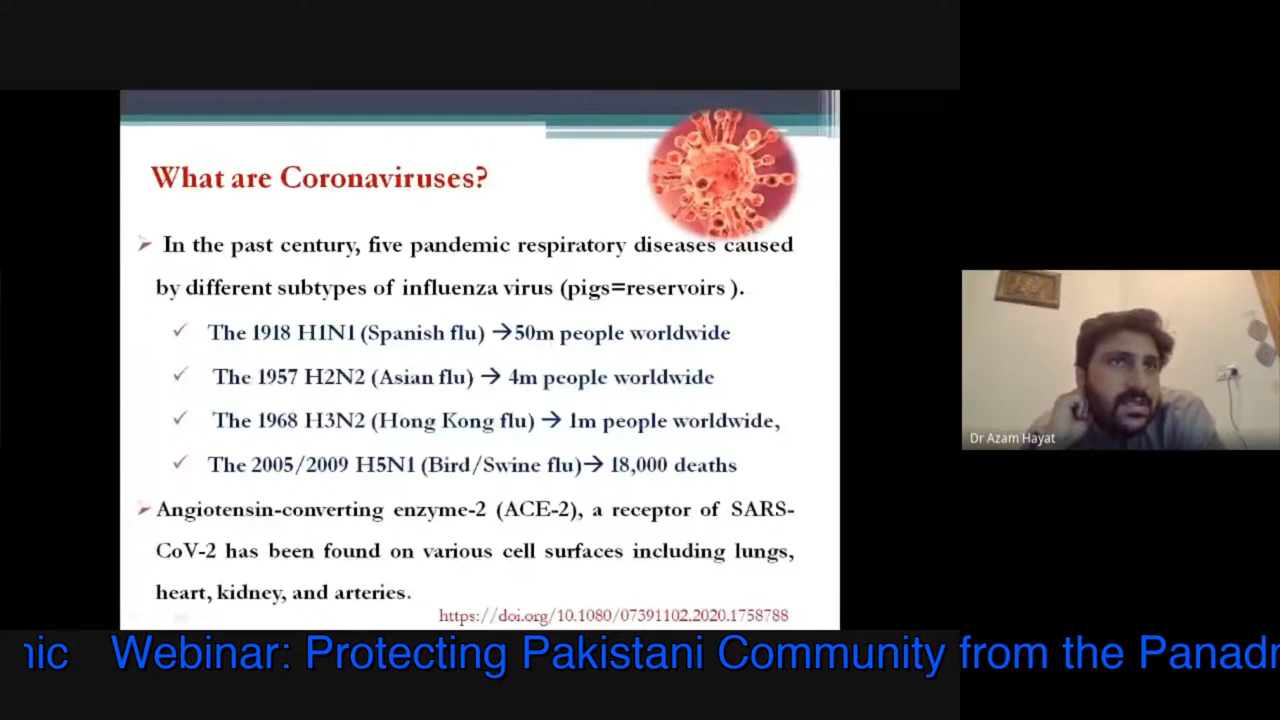 What are Coronaviruses?
➢ In the past century, five pandemic respiratory diseases caused
by different subtypes of influenza virus (pigs=reservoirs ).
✓ The 1918 H1N1 (Spanish flu) →50m people worldwide
✓ The 1957 H2N2 (Asian flu) → 4m people worldwide
✓ The 1968 H3N2 (Hong Kong flu) → 1m people worldwide,
✓ The 2005/2009 H5N1 (Bird/Swine flu)→ 18,000 deaths
➢ Angiotensin-converting enzyme-2 (ACE-2), a receptor of SARS-
CoV-2 has been found on various cell surfaces including lungs,
heart, kidney, and arteries.
https://doi.org/10.1080/07391102.2020.1758788
Dr Azam Hayat
Webinar: Protecting Pakistani Community from the